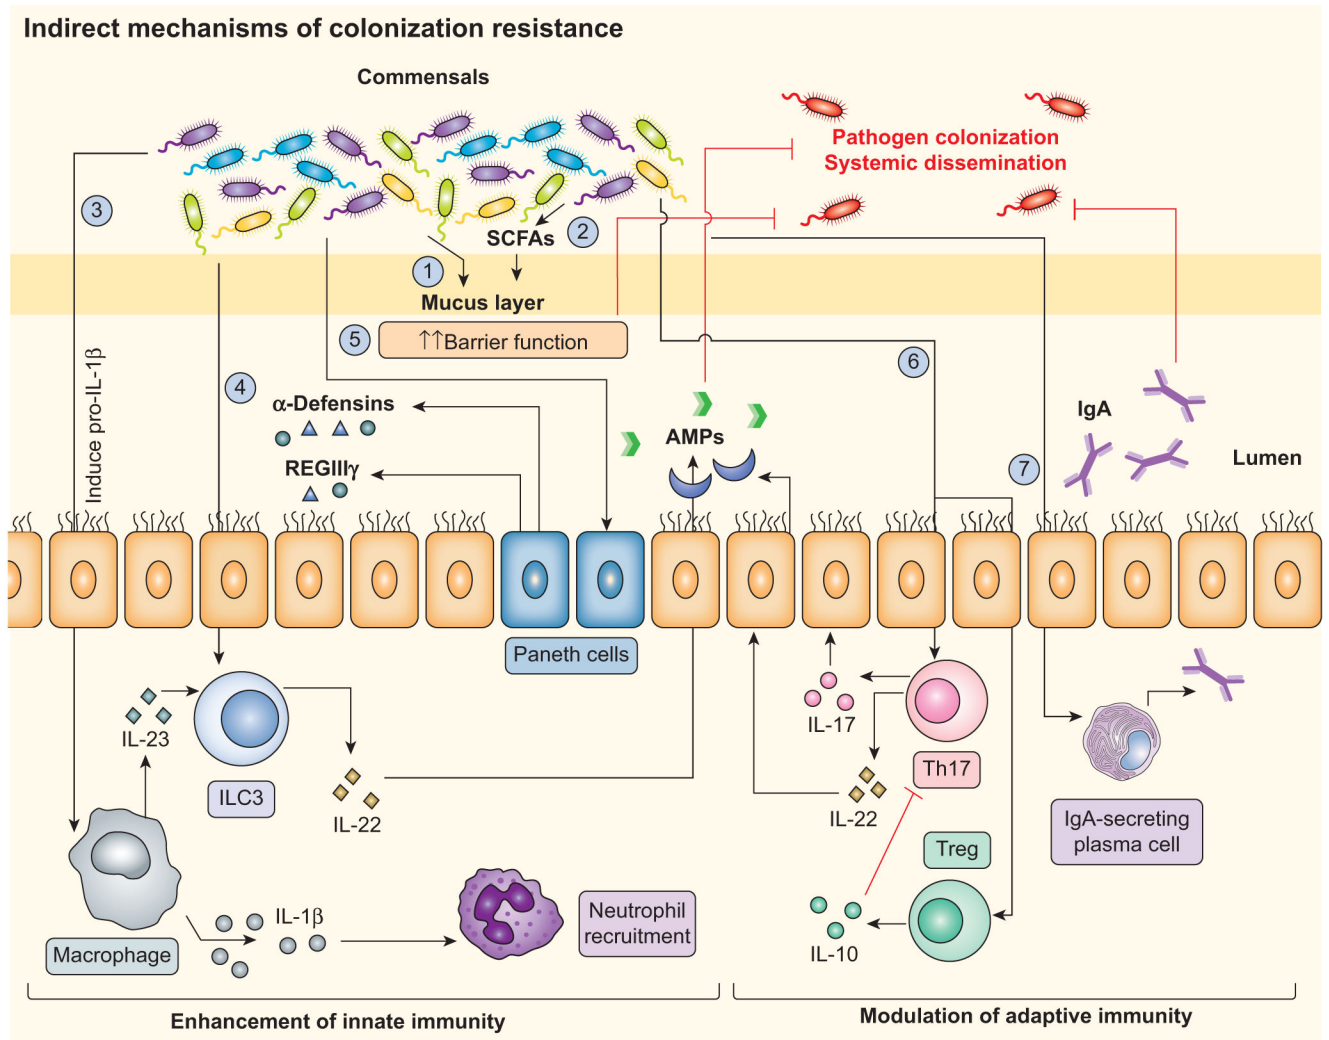 Indirect mechanisms of colonization resistance
Commensals
Pathogen colonization
Systemic dissemination
3
SCFAs
2
1
Mucus layer
5
↑↑Barrier function
6
4
Induce pro-IL-1β
α-Defensins
REGIIIγ
AMPs
IgA
7
Lumen
Paneth cells
IL-23
ILC3
IL-22
IL-17
Th17
IL-22
IgA-secreting
plasma cell
Treg
Macrophage
IL-1β
Neutrophil
recruitment
IL-10
Enhancement of innate immunity
Modulation of adaptive immunity